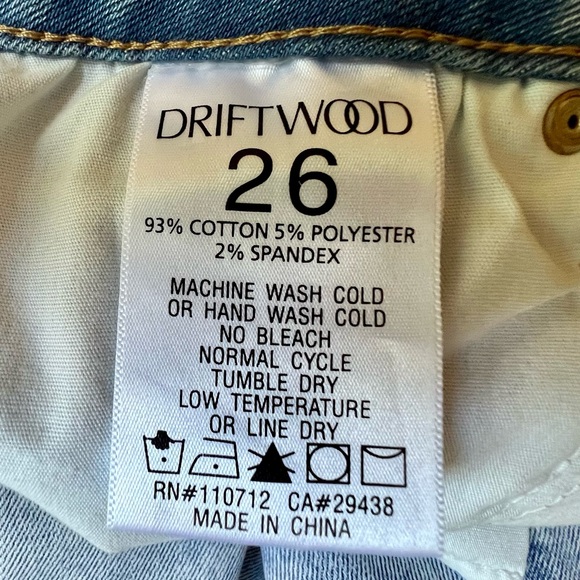 DRIFTWOOD
26
93% COTTON 5% POLYESTER
2% SPANDEX
MACHINE WASH COLD
OR HAND WASH COLD
NO BLEACH
NORMAL CYCLE
TUMBLE DRY
LOW TEMPERATURE
OR LINE DRY
RN#110712 CA#29438
MADE IN CHINA